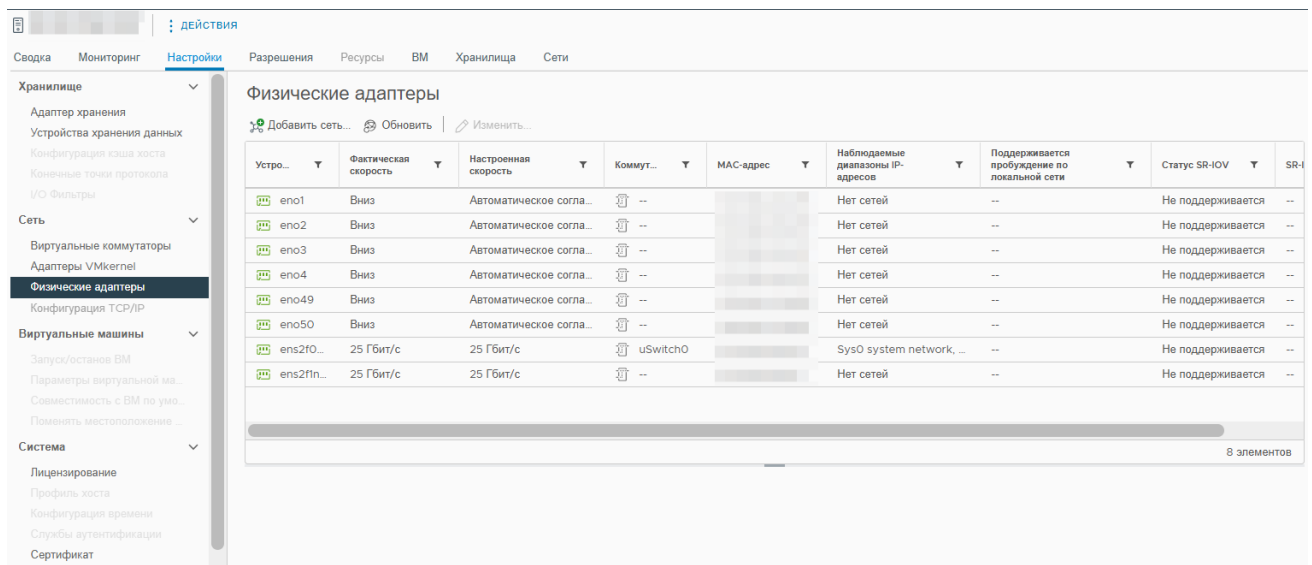 ДЕЙСТВИЯ
Сводка Мониторинг Настройки Разрешения Ресурсы ВМ Хранилища Сети
Хранилище
Адаптер хранения
Устройства хранения данных
Конфигурация кэша хоста
Конечные точки протокола
I/O Фильтры
Сеть
Виртуальные коммутаторы
Адаптеры VMkernel
Физические адаптеры
Конфигурация TCP/IP
Виртуальные машины
Запуск/останов ВМ
Параметры виртуальной ма...
Совместимость с ВМ по умо...
Поменять местоположение ...
Система
Лицензирование
Профиль хоста
Конфигурация времени
Службы аутентификации
Сертификат
Физические адаптеры
Добавить сеть... Обновить Изменить...
Устро... Фактическая скорость Настроенная скорость Коммут... MAC-адрес Наблюдаемые диапазоны IP-адресов Поддерживается пробуждение по локальной сети Статус SR-IOV SR-I
eno1 Вниз Автоматическое согла... -- Нет сетей -- Не поддерживается --
eno2 Вниз Автоматическое согла... -- Нет сетей -- Не поддерживается --
eno3 Вниз Автоматическое согла... -- Нет сетей -- Не поддерживается --
eno4 Вниз Автоматическое согла... -- Нет сетей -- Не поддерживается --
eno49 Вниз Автоматическое согла... -- Нет сетей -- Не поддерживается --
eno50 Вниз Автоматическое согла... -- Нет сетей -- Не поддерживается --
ens2f0... 25 Гбит/с 25 Гбит/с uSwitch0 Sys0 system network, ... -- Не поддерживается --
ens2f1n... 25 Гбит/с 25 Гбит/с -- Нет сетей -- Не поддерживается --
8 элементов